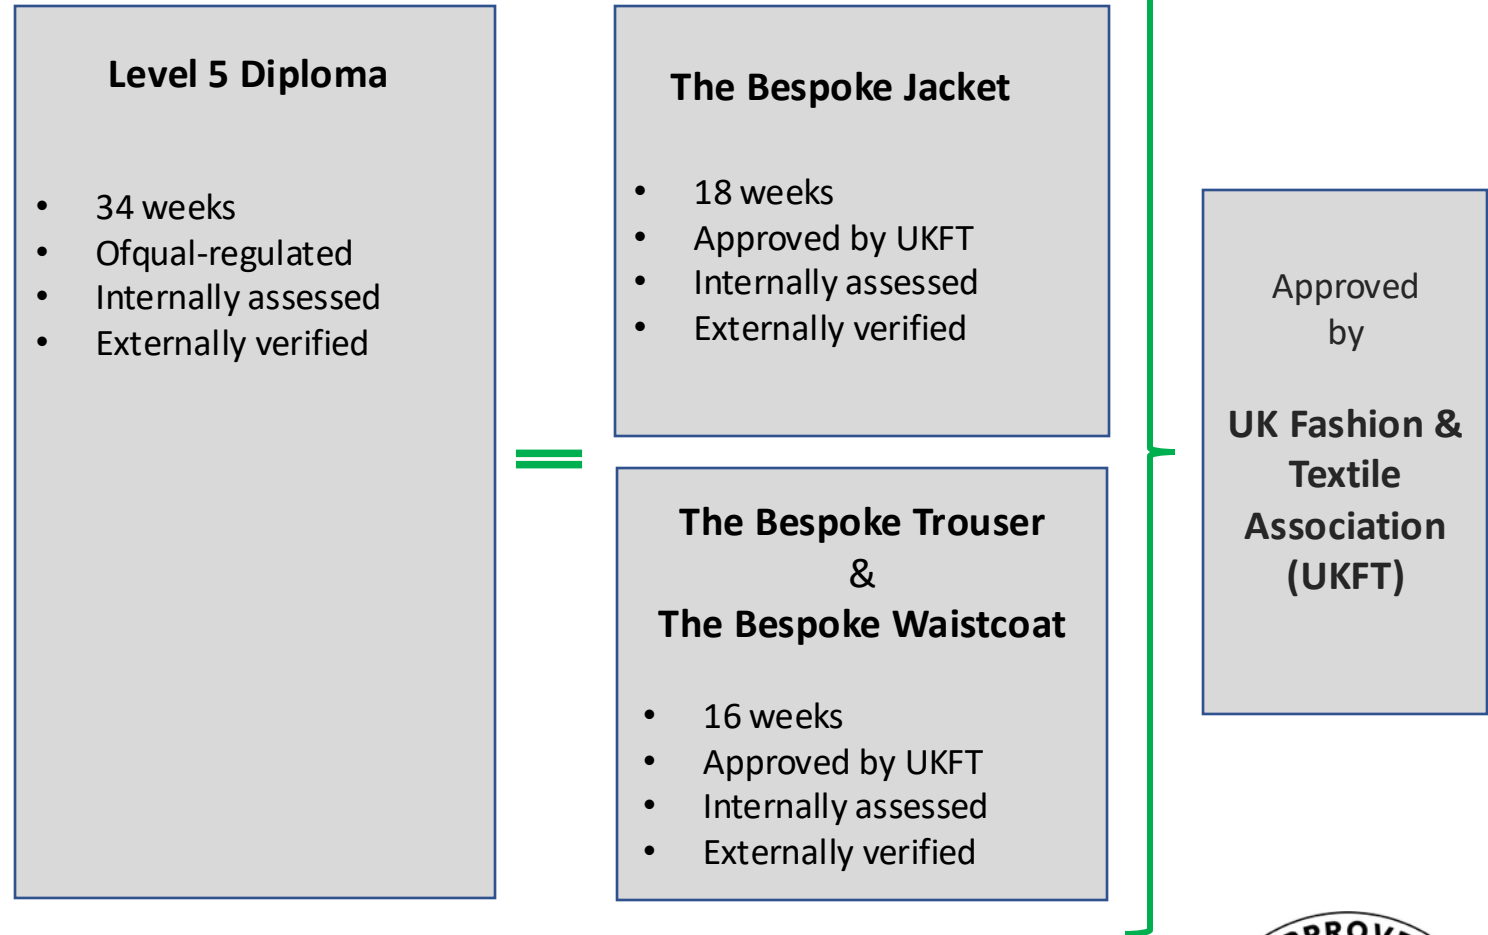 Level 5 Diploma
• 34 weeks
• Ofqual-regulated
• Internally assessed
• Externally verified
The Bespoke Jacket
• 18 weeks
• Approved by UKFT
• Internally assessed
• Externally verified
The Bespoke Trouser
&
The Bespoke Waistcoat
• 16 weeks
• Approved by UKFT
• Internally assessed
• Externally verified
Approved
by
UK Fashion &
Textile
Association
(UKFT)